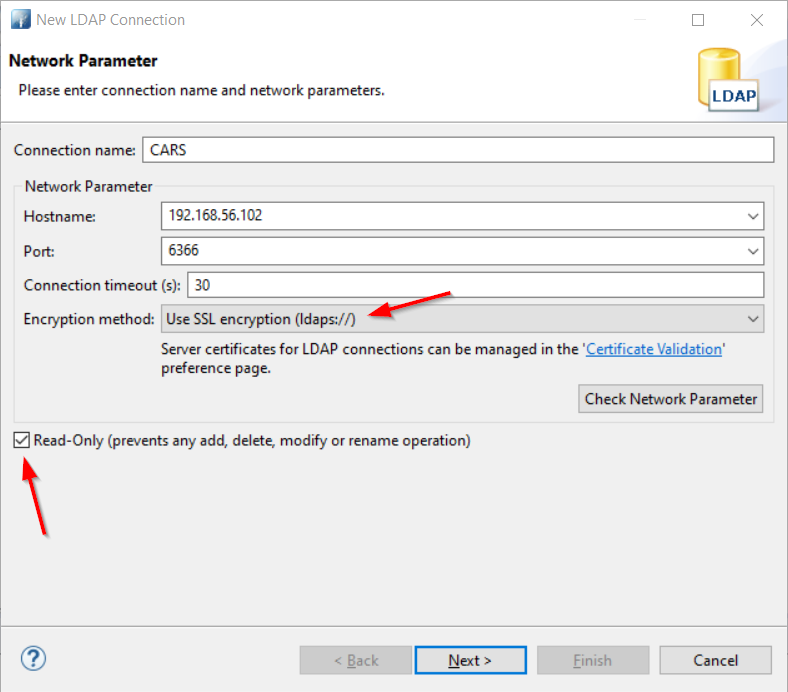 New LDAP Connection
Network Parameter
Please enter connection name and network parameters.
LDAP
Connection name: CARS
Network Parameter
Hostname: 192.168.56.102
Port: 6366
Connection timeout (s): 30
Encryption method: Use SSL encryption (ldaps://)
Server certificates for LDAP connections can be managed in the 'Certificate Validation'
preference page.
Check Network Parameter
Read-Only (prevents any add, delete, modify or rename operation)
? < Back Next > Finish Cancel